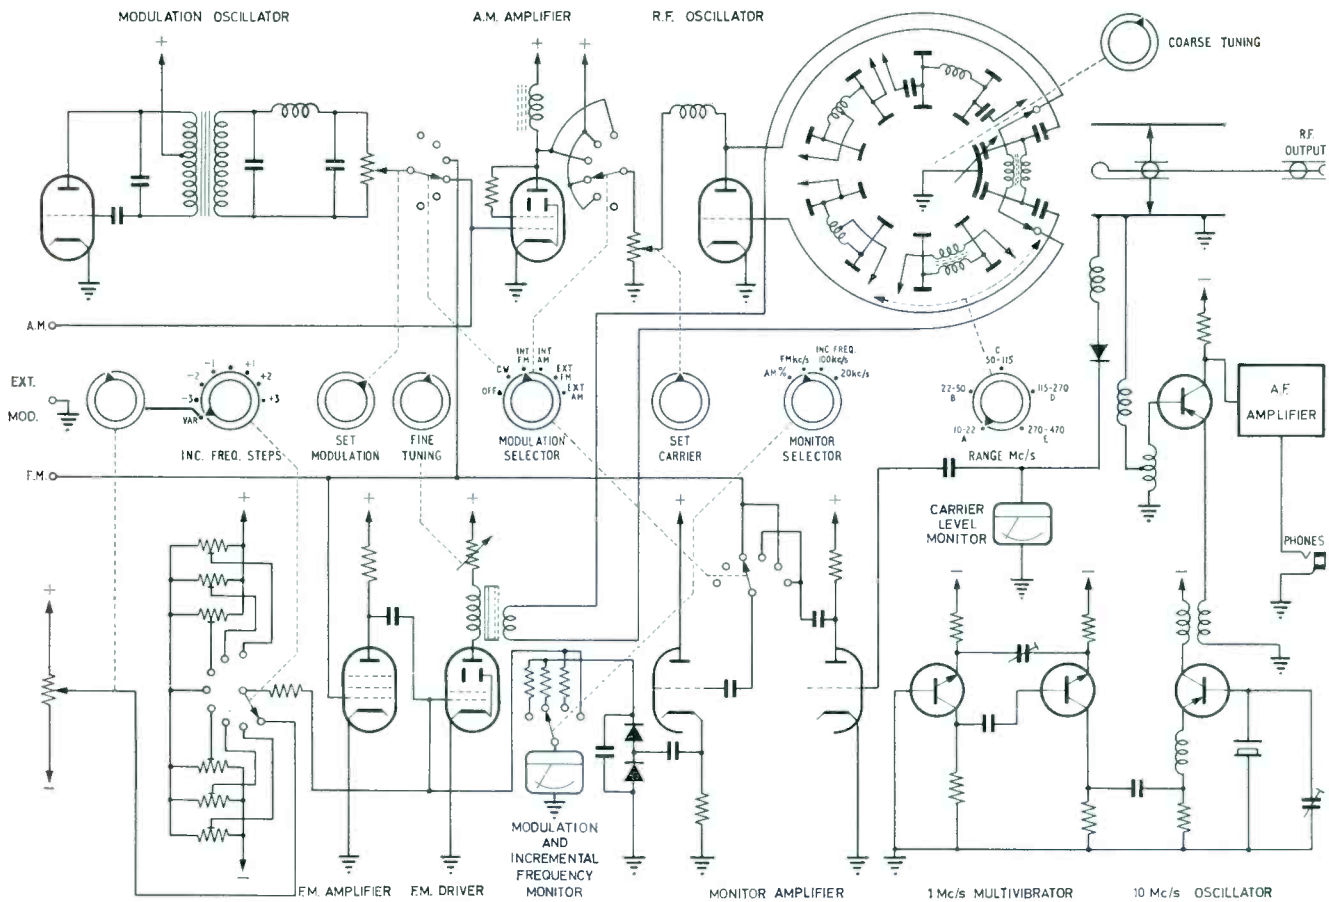 MODULATION OSCILLATOR
A.M. AMPLIFIER
R.F. OSCILLATOR
COARSE TUNING
R.F.
OUTPUT
A.M.
EXT.
MOD.
F.M.
-3
-2
-1
+1
+2
+3
VAR
INC. FREQ. STEPS
SET
MODULATION
FINE
TUNING
OFF
CW
INT
FM
INT
AM
EXT
FM
EXT
AM
MODULATION
SELECTOR
SET
CARRIER
AM%
FM kc/s
INC FREQ.
100kc/s
20kc/s
MONITOR
SELECTOR
C
50-115
22-50
B
115-270
D
10-22
A
270-470
E
RANGE Mc/s
A.F.
AMPLIFIER
CARRIER
LEVEL
MONITOR
PHONES
MODULATION
AND
INCREMENTAL
FREQUENCY
MONITOR
F.M. AMPLIFIER
F.M. DRIVER
MONITOR AMPLIFIER
1 Mc/s MULTIVIBRATOR
10 Mc/s OSCILLATOR